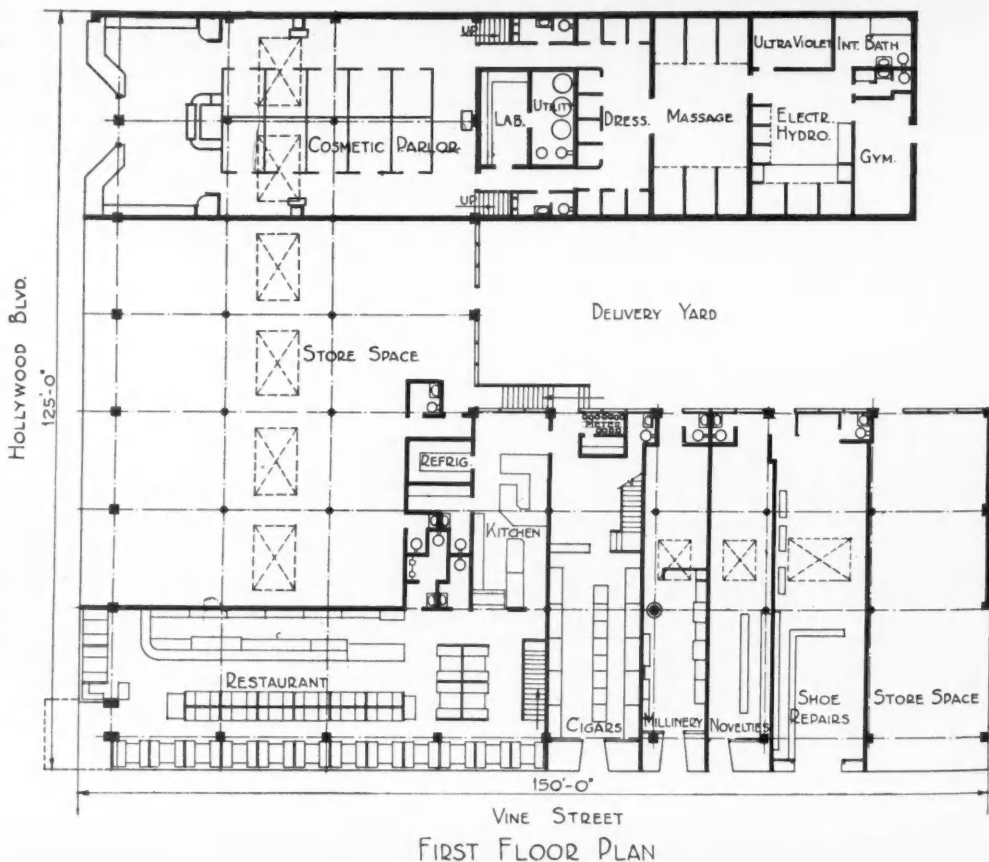 UP
ULTRA VIOLET
INT. BATH
LAB.
UTILITY
DRESS.
MASSAGE
ELECTR.
HYDRO.
COSMETIC PARLOR
GYM.
UP
HOLLYWOOD BLVD.
125'-0"
DELIVERY YARD
STORE SPACE
METER
REFRIG.
KITCHEN
RESTAURANT
CIGARS
MILLINERY
NOVELTIES
SHOE
REPAIRS
STORE SPACE
150'-0"
VINE STREET
FIRST FLOOR PLAN